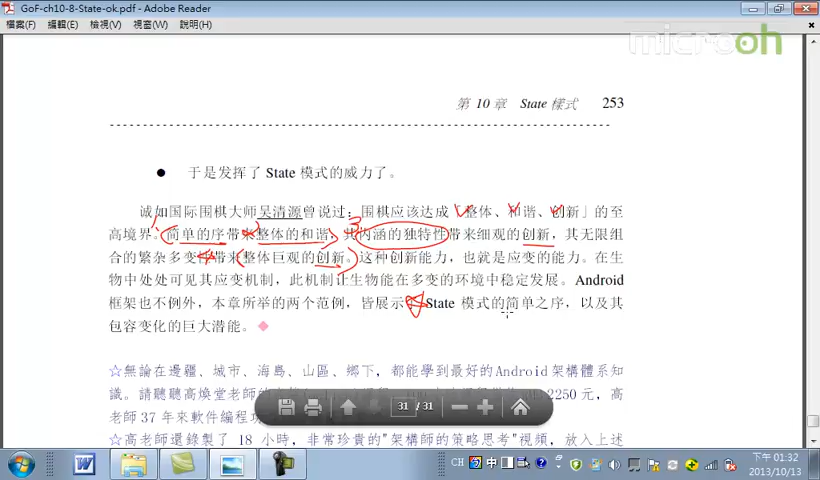 GoF-ch10-8-State-ok.pdf - Adobe Reader
檔案(F) 編輯(E) 檢視(V) 視窗(W) 說明(H)
microoh
第 10 章 State 樣式 253
● 于是发挥了 State 模式的威力了。
诚如国际围棋大师吴清源曾说过：围棋应该达成「整体、和谐、创新」的至
高境界。简单的序带来整体的和谐，其内涵的独特性带来细观的创新，其无限组
合的繁杂多变带来(整体巨观的创新。这种创新能力，也就是应变的能力。在生
物中处处可见其应变机制，此机制让生物能在多变的环境中稳定发展。Android
框架也不例外，本章所举的两个范例，皆展示 State 模式的简单之序，以及其
包容变化的巨大潜能。◆
☆無論在邊疆、城市、海島、山區、鄉下，都能學到最好的Android架構體系知
識。請聽聽高煥堂老師的 2250 元，高
老師 37 年來軟件編程
31 / 31
☆高老師還錄製了 18 小時，非常珍貴的"架構師的策略思考"視頻，放入上述
CH 中
下午 01:32
2013/10/13